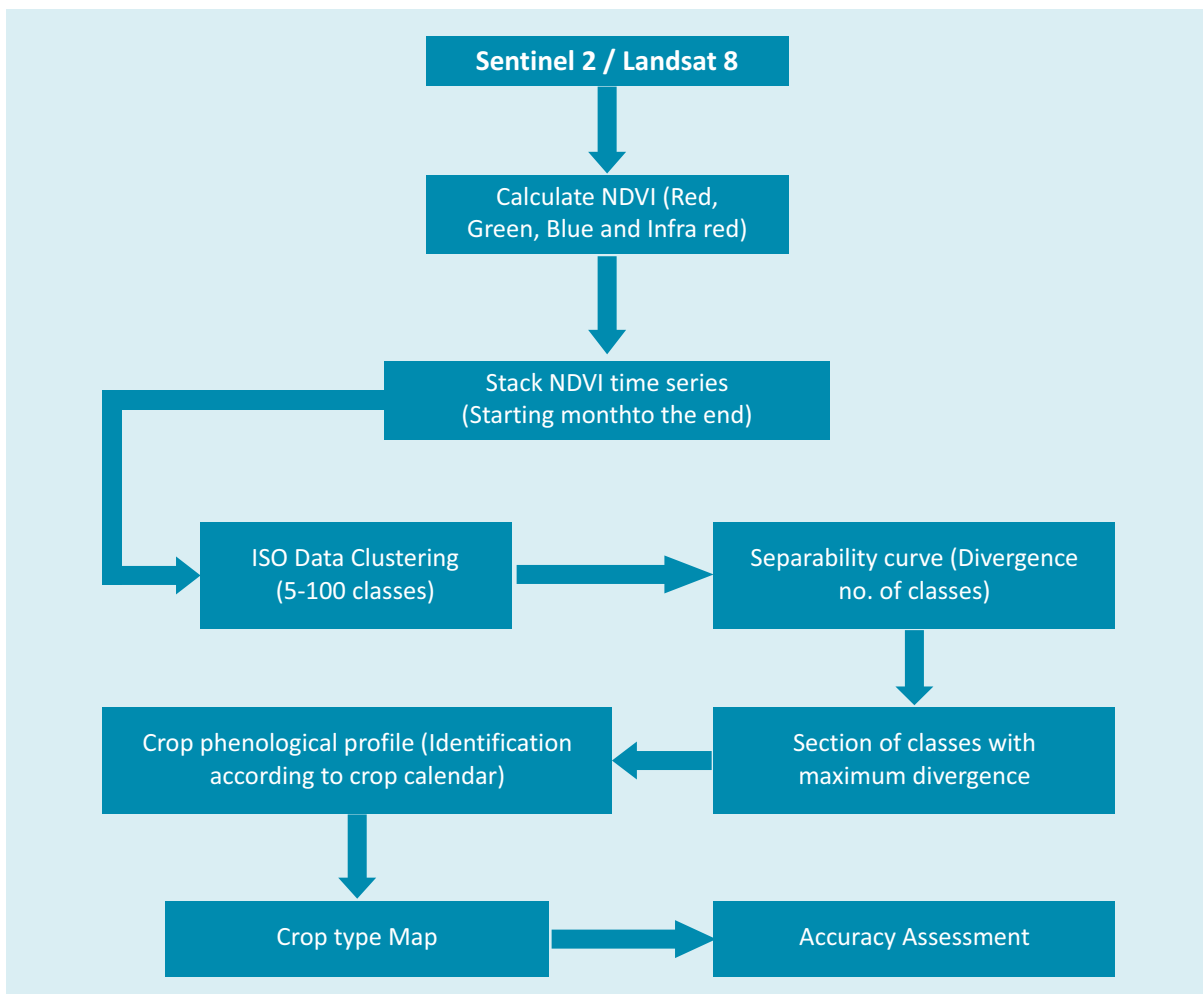 Sentinel 2 / Landsat 8
Calculate NDVI (Red,
Green, Blue and Infra red)
Stack NDVI time series
(Starting monthto the end)
ISO Data Clustering
(5-100 classes)
Separability curve (Divergence
no. of classes)
Section of classes with
maximum divergence
Crop phenological profile (Identification
according to crop calendar)
Crop type Map
Accuracy Assessment